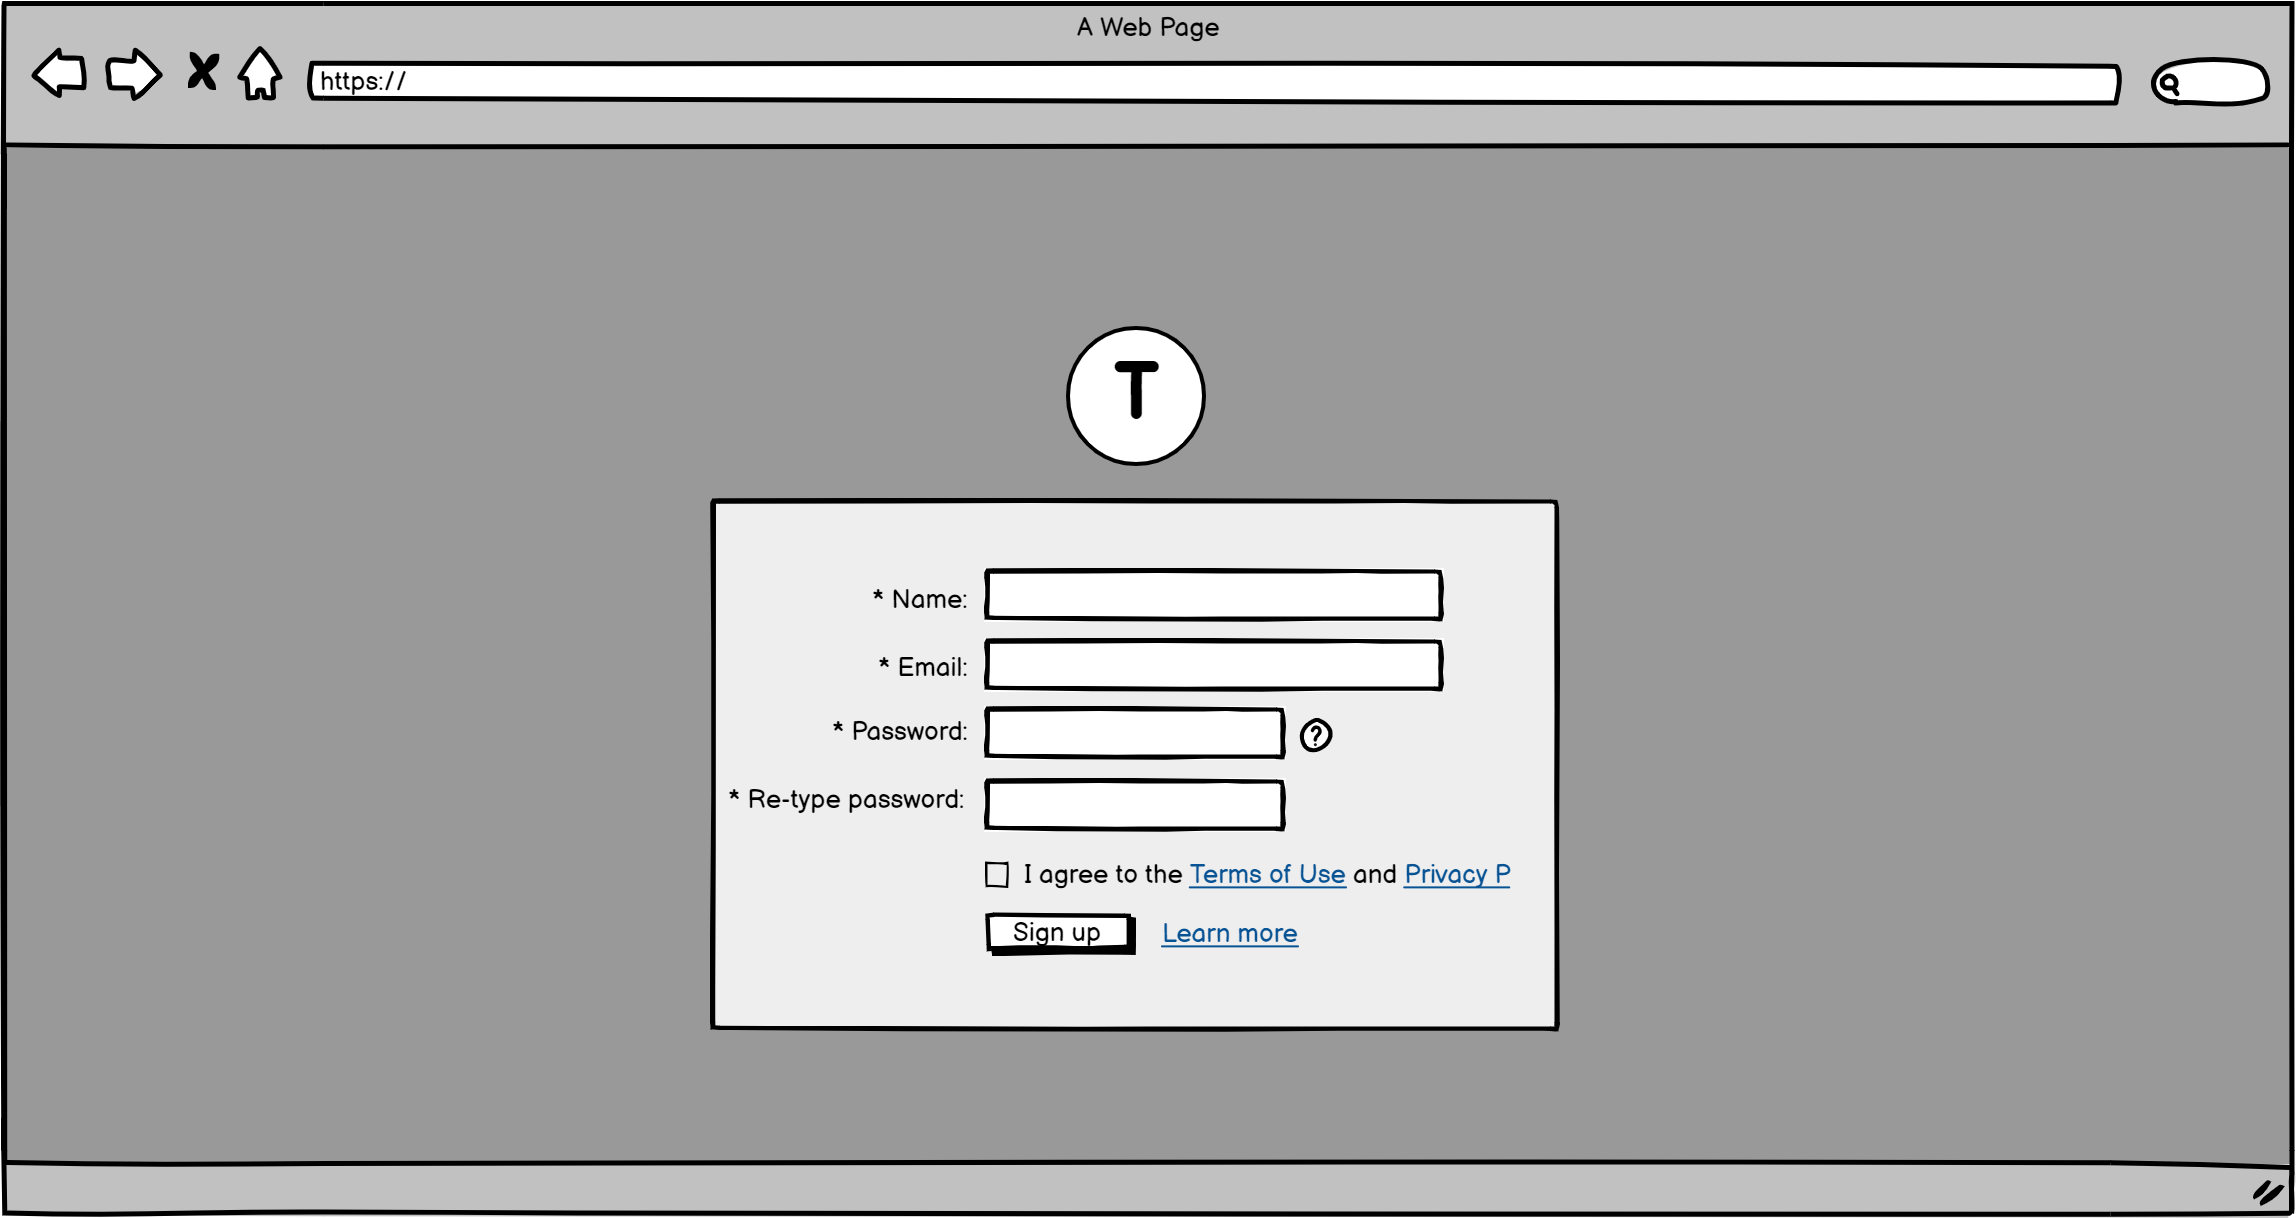 A Web Page
https://
T
* Name:
* Email:
* Password:
?
* Re-type password:
I agree to the Terms of Use and Privacy P
Sign up
Learn more